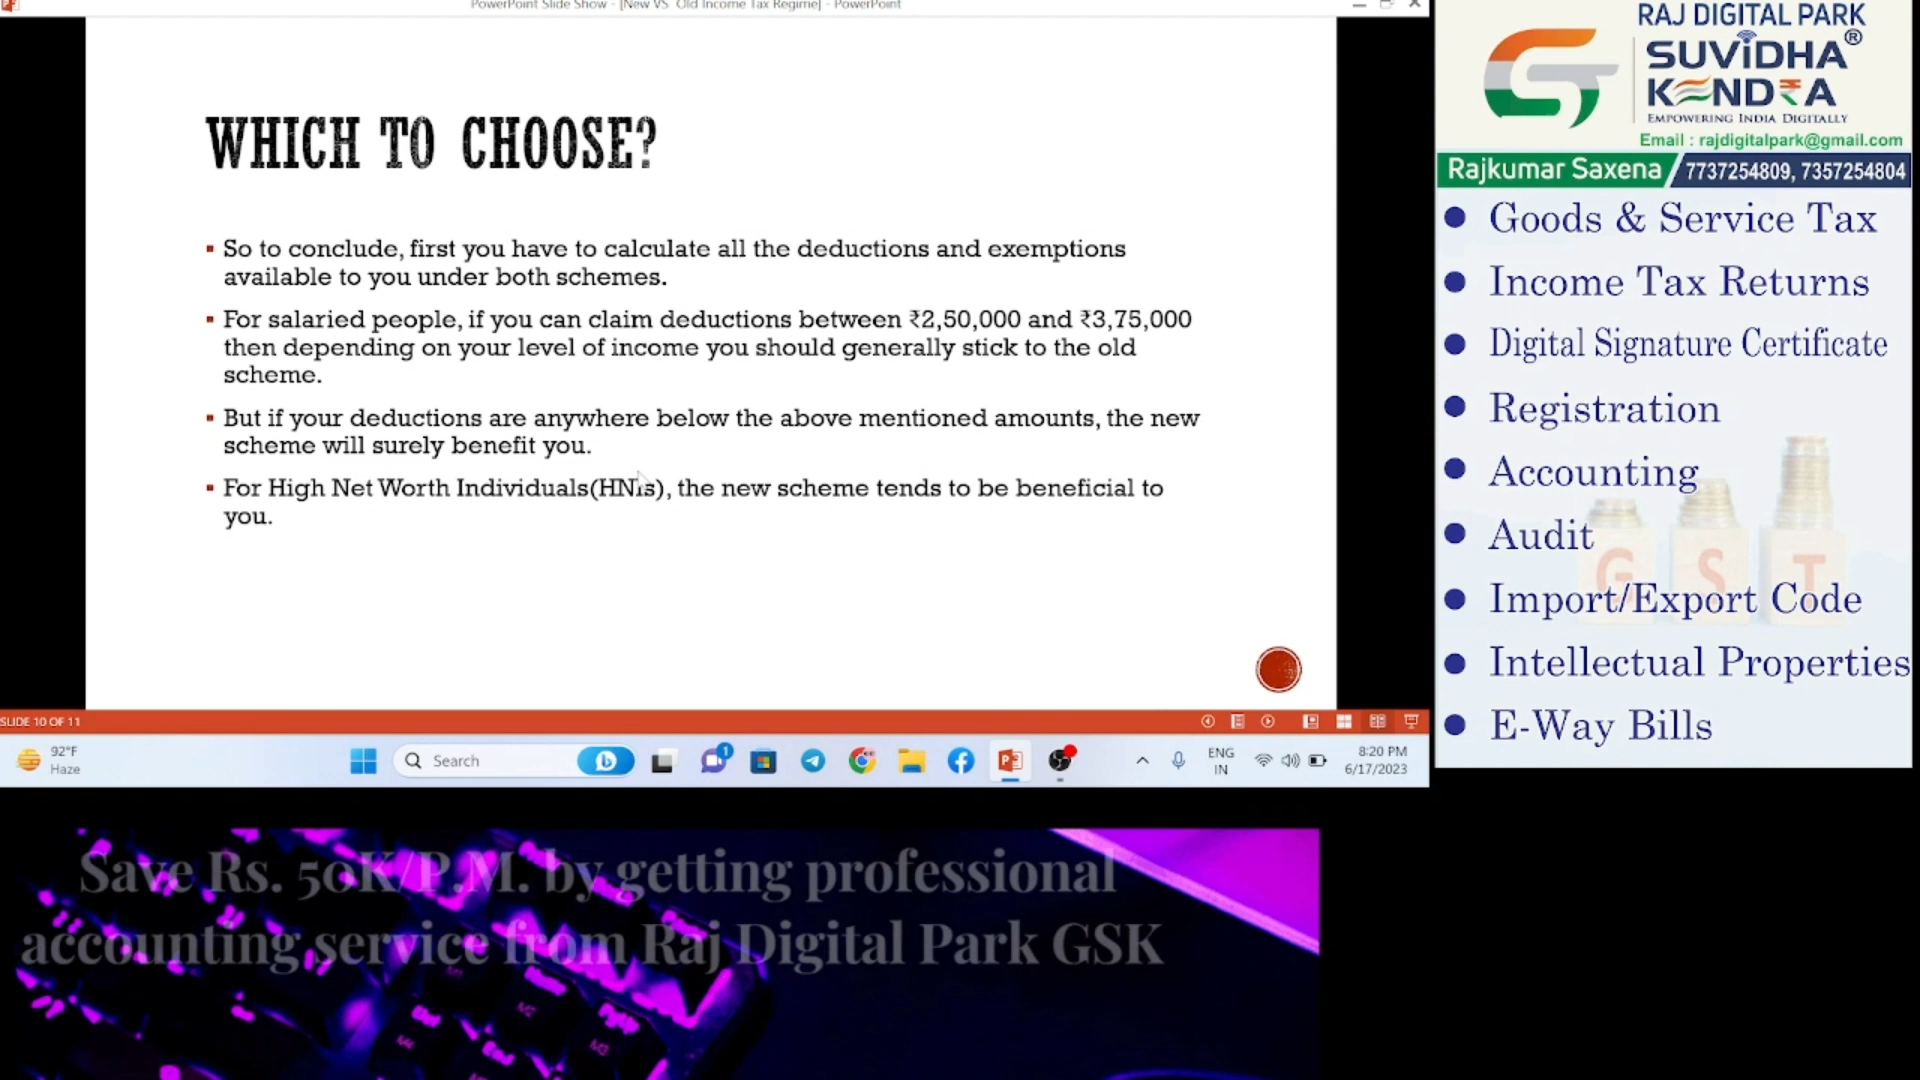 PowerPoint Slide Show - [New VS Old Income Tax Regime] - PowerPoint
WHICH TO CHOOSE?
▪ So to conclude, first you have to calculate all the deductions and exemptions
available to you under both schemes.
▪ For salaried people, if you can claim deductions between ₹2,50,000 and ₹3,75,000
then depending on your level of income you should generally stick to the old
scheme.
▪ But if your deductions are anywhere below the above mentioned amounts, the new
scheme will surely benefit you.
▪ For High Net Worth Individuals(HNIs), the new scheme tends to be beneficial to
you.
SLIDE 10 OF 11
92°F
Haze
Search
1
ENG
IN
8:20 PM
6/17/2023
RAJ DIGITAL PARK
SUVIDHA®
KENDRA
EMPOWERING INDIA DIGITALLY
Email : rajdigitalpark@gmail.com
Rajkumar Saxena / 7737254809, 7357254804
● Goods & Service Tax
● Income Tax Returns
● Digital Signature Certificate
● Registration
● Accounting
● Audit
● Import/Export Code
● Intellectual Properties
● E-Way Bills
G S T
Save Rs. 50K/P.M. by getting professional
accounting service from Raj Digital Park GSK
End